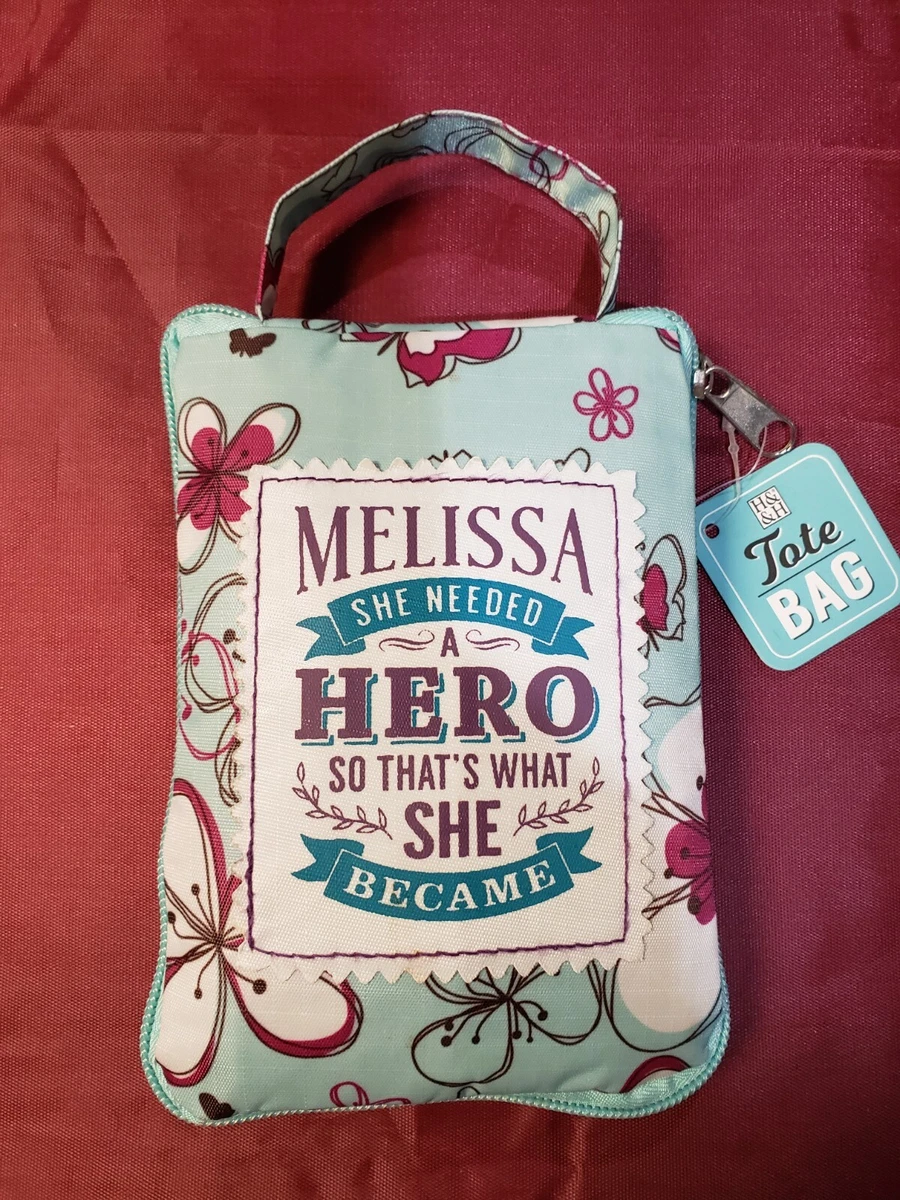 MELISSA
SHE NEEDED
A
HERO
SO THAT'S WHAT
SHE
BECAME
H&
&H
Tote
BAG